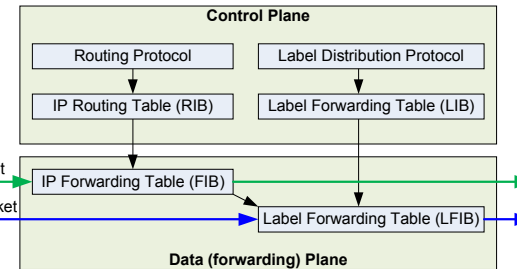 Control Plane
Routing Protocol
Label Distribution Protocol
IP Routing Table (RIB)
Label Forwarding Table (LIB)
IP Forwarding Table (FIB)
Label Forwarding Table (LFIB)
Data (forwarding) Plane